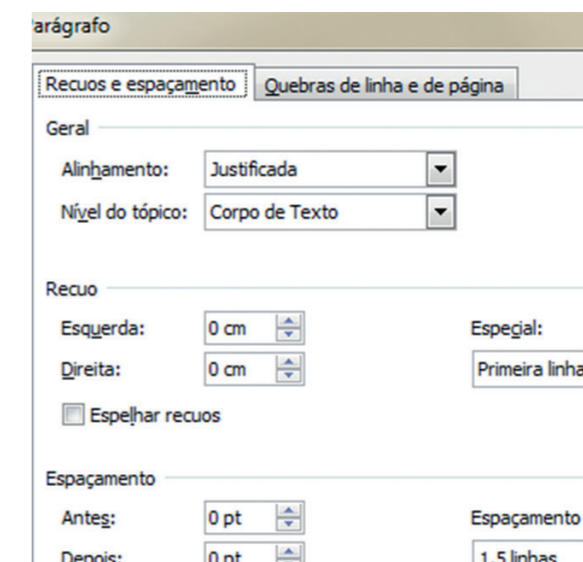 arágrafo
Recuos e espaçamento Quebras de linha e de página
Geral
Alinhamento: Justificada
Nível do tópico: Corpo de Texto
Recuo
Esquerda: 0 cm Especial:
Direita: 0 cm Primeira linha
Espelhar recuos
Espaçamento
Antes: 0 pt Espaçamento
Depois: 0 pt 1,5 linhas